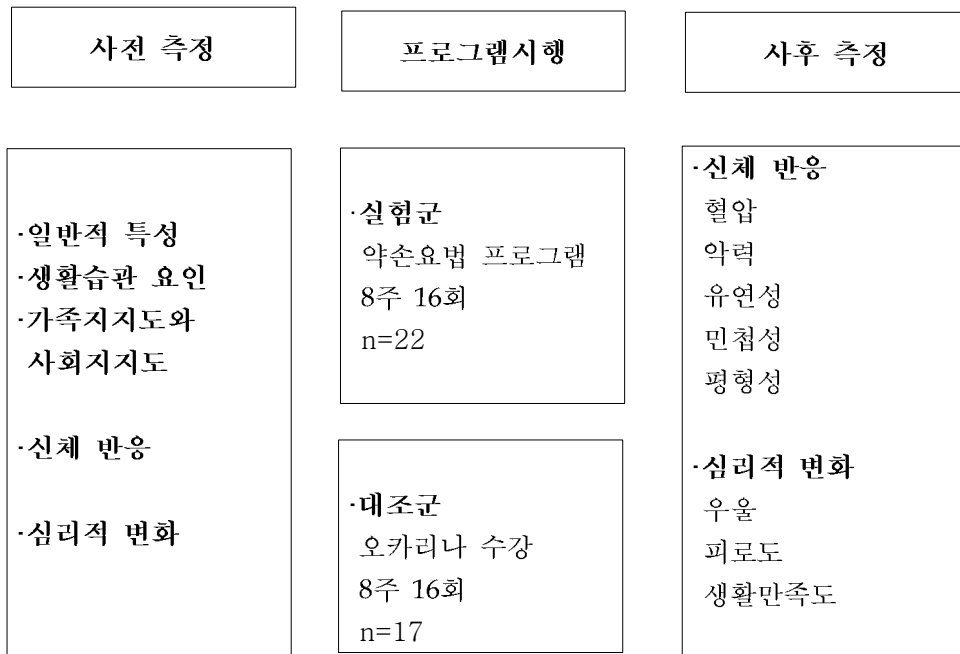 사전 측정
프로그램시행
사후 측정
·일반적 특성
·생활습관 요인
·가족지지도와
사회지지도
·신체 반응
·심리적 변화
·실험군
약손요법 프로그램
8주 16회
n=22
·대조군
오카리나 수강
8주 16회
n=17
·신체 반응
혈압
악력
유연성
민첩성
평형성
·심리적 변화
우울
피로도
생활만족도